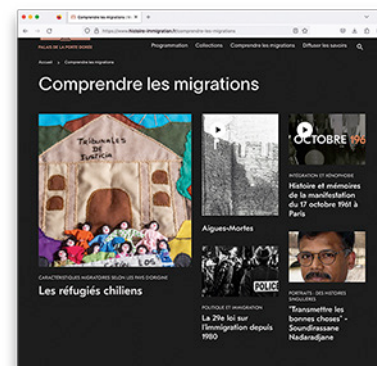 Comprendre les migrations | M
https://www.histoire-immigration.fr/comprendre-les-migrations
PALAIS DE LA PORTE DORÉE
Programmation Collections Comprendre les migrations Diffuser les savoirs
Accueil > Comprendre les migrations
Comprendre les migrations
TRIBUNALES
DE
JUSTICIA
LOS
CARACTÉRISTIQUES MIGRATOIRES SELON LES PAYS D'ORIGINE
Les réfugiés chiliens
Aigues-Mortes
POLICE
POLITIQUE ET IMMIGRATION
La 29e loi sur
l'immigration depuis
1980
OCTOBRE 196
INTÉGRATION ET XÉNOPHOBIE
Histoire et mémoires
de la manifestation
du 17 octobre 1961 à
Paris
PORTRAITS : DES HISTOIRES
SINGULIÈRES
"Transmettre les
bonnes choses" -
Soundirassane
Nadaradjane